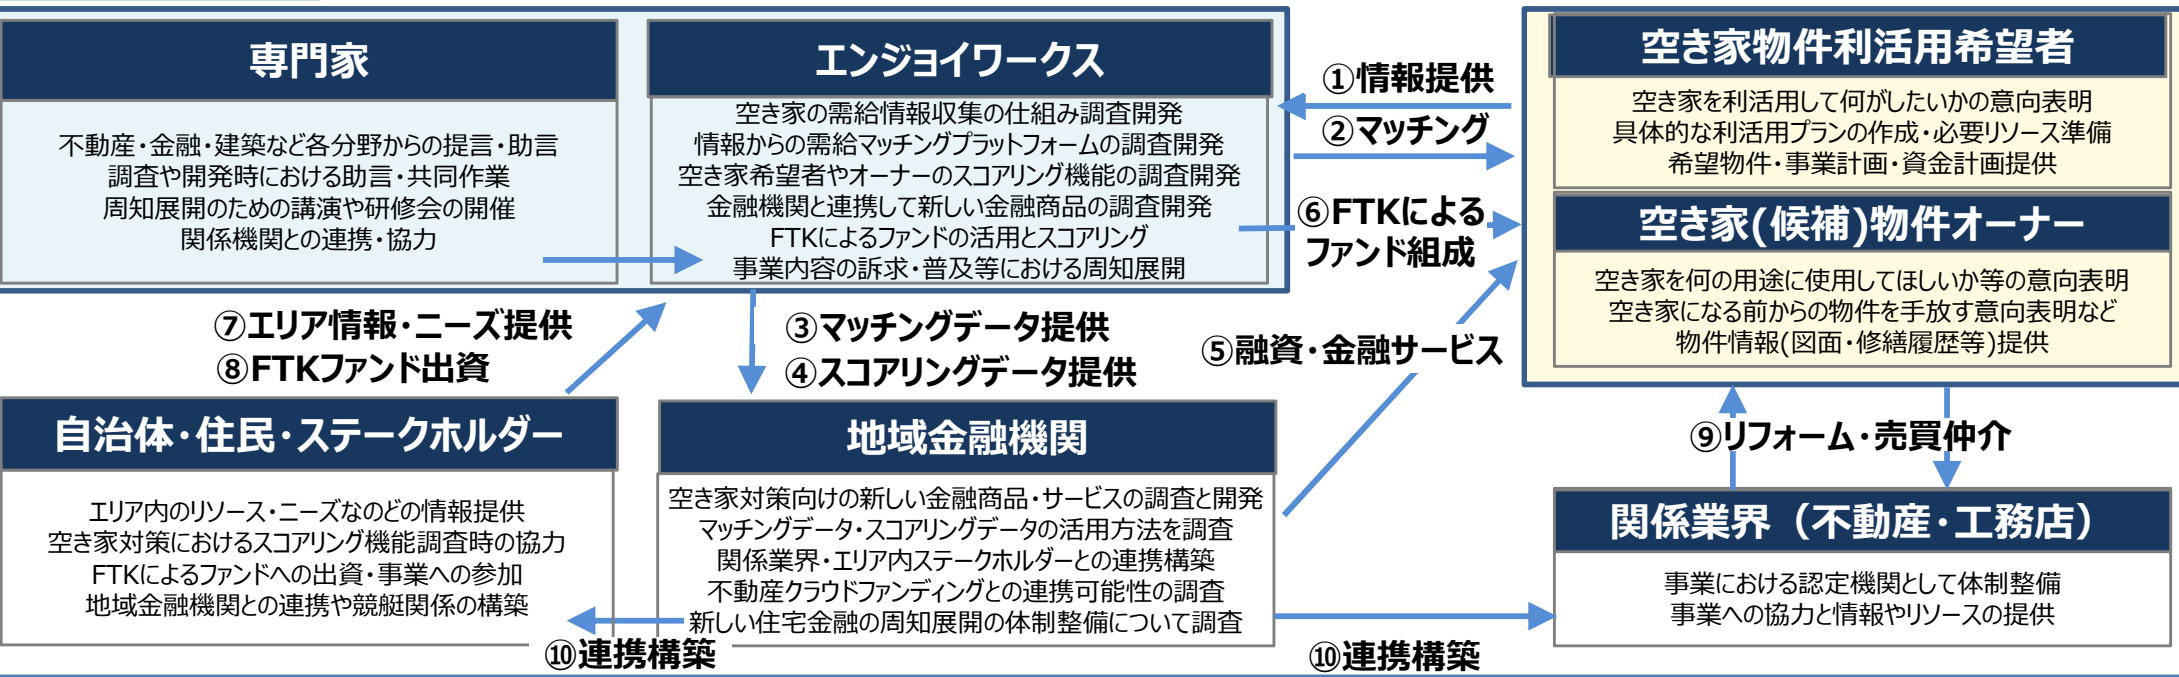 専門家
不動産・金融・建築など各分野からの提言・助言
調査や開発時における助言・共同作業
周知展開のための講演や研修会の開催
関係機関との連携・協力
エンジョイワークス
空き家の需給情報収集の仕組み調査開発
情報からの需給マッチングプラットフォームの調査開発
空き家希望者やオーナーのスコアリング機能の調査開発
金融機関と連携して新しい金融商品の調査開発
FTKによるファンドの活用とスコアリング
事業内容の訴求・普及等における周知展開
①情報提供
②マッチング
⑥FTKによる
ファンド組成
空き家物件利活用希望者
空き家を利活用して何がしたいかの意向表明
具体的な利活用プランの作成・必要リソース準備
希望物件・事業計画・資金計画提供
空き家(候補)物件オーナー
空き家を何の用途に使用してほしいか等の意向表明
空き家になる前からの物件を手放す意向表明など
物件情報(図面・修繕履歴等)提供
⑦エリア情報・ニーズ提供
⑧FTKファンド出資
③マッチングデータ提供
④スコアリングデータ提供
⑤融資・金融サービス
⑨リフォーム・売買仲介
自治体・住民・ステークホルダー
エリア内のリソース・ニーズなのどの情報提供
空き家対策におけるスコアリング機能調査時の協力
FTKによるファンドへの出資・事業への参加
地域金融機関との連携や競艇関係の構築
地域金融機関
空き家対策向けの新しい金融商品・サービスの調査と開発
マッチングデータ・スコアリングデータの活用方法を調査
関係業界・エリア内ステークホルダーとの連携構築
不動産クラウドファンディングとの連携可能性の調査
新しい住宅金融の周知展開の体制整備について調査
関係業界（不動産・工務店）
事業における認定機関として体制整備
事業への協力と情報やリソースの提供
⑩連携構築
⑩連携構築